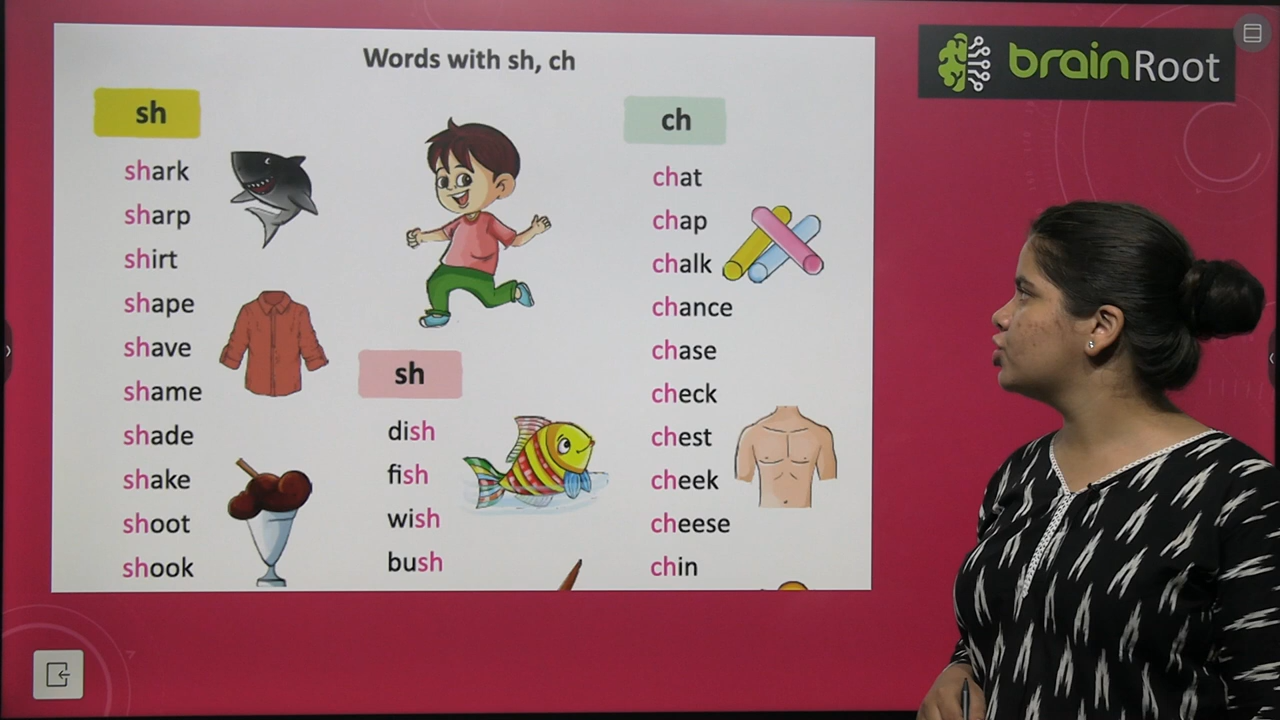 Words with sh, ch
brainRoot
sh
shark
sharp
shirt
shape
shave
shame
shade
shake
shoot
shook
sh
dish
fish
wish
bush
ch
chat
chap
chalk
chance
chase
check
chest
cheek
cheese
chin